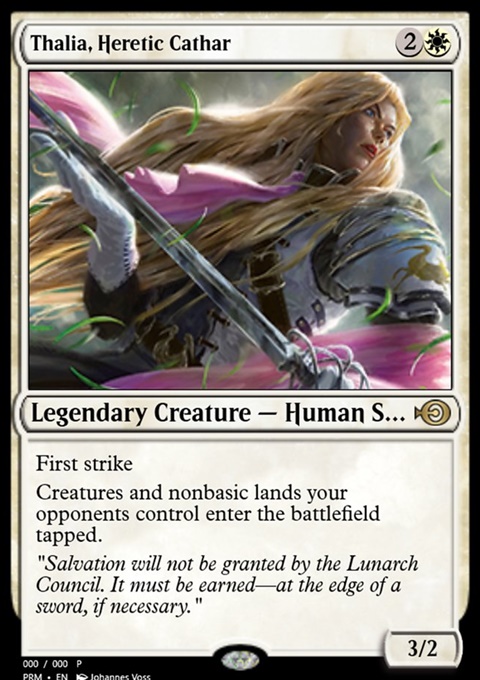 Thalia, Heretic Cathar 2
Legendary Creature — Human S...
First strike
Creatures and nonbasic lands your
opponents control enter the battlefield
tapped.
"Salvation will not be granted by the Lunarch
Council. It must be earned—at the edge of a
sword, if necessary."
3/2
000 / 000 P
PRM • EN Johannes Voss